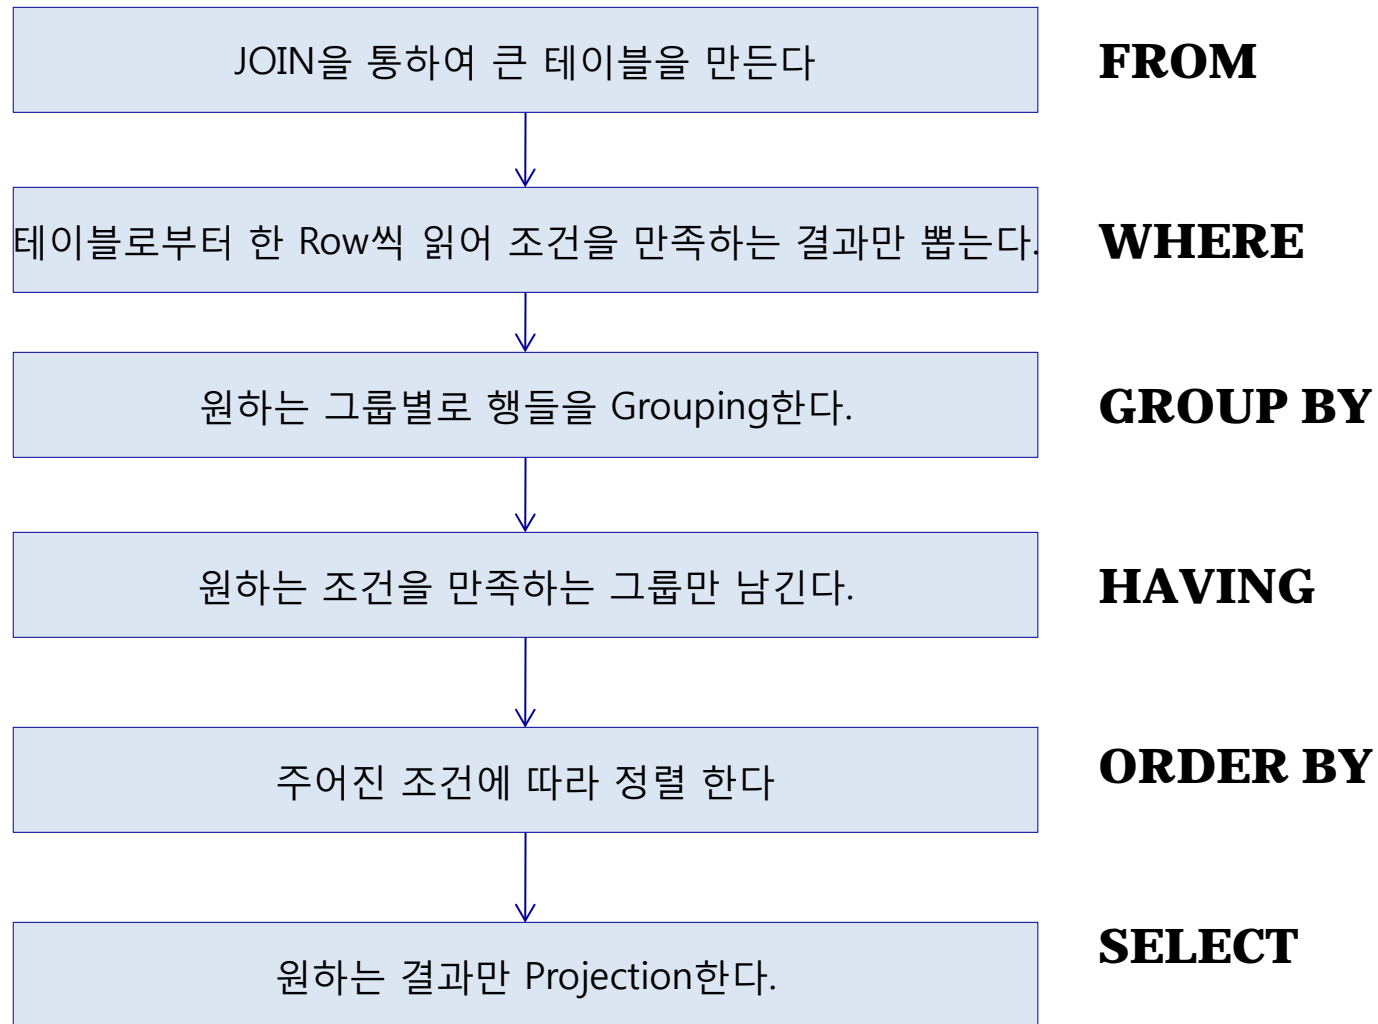 JOIN을 통하여 큰 테이블을 만든다
FROM
테이블로부터 한 Row씩 읽어 조건을 만족하는 결과만 뽑는다.
WHERE
원하는 그룹별로 행들을 Grouping한다.
GROUP BY
원하는 조건을 만족하는 그룹만 남긴다.
HAVING
주어진 조건에 따라 정렬 한다
ORDER BY
원하는 결과만 Projection한다.
SELECT